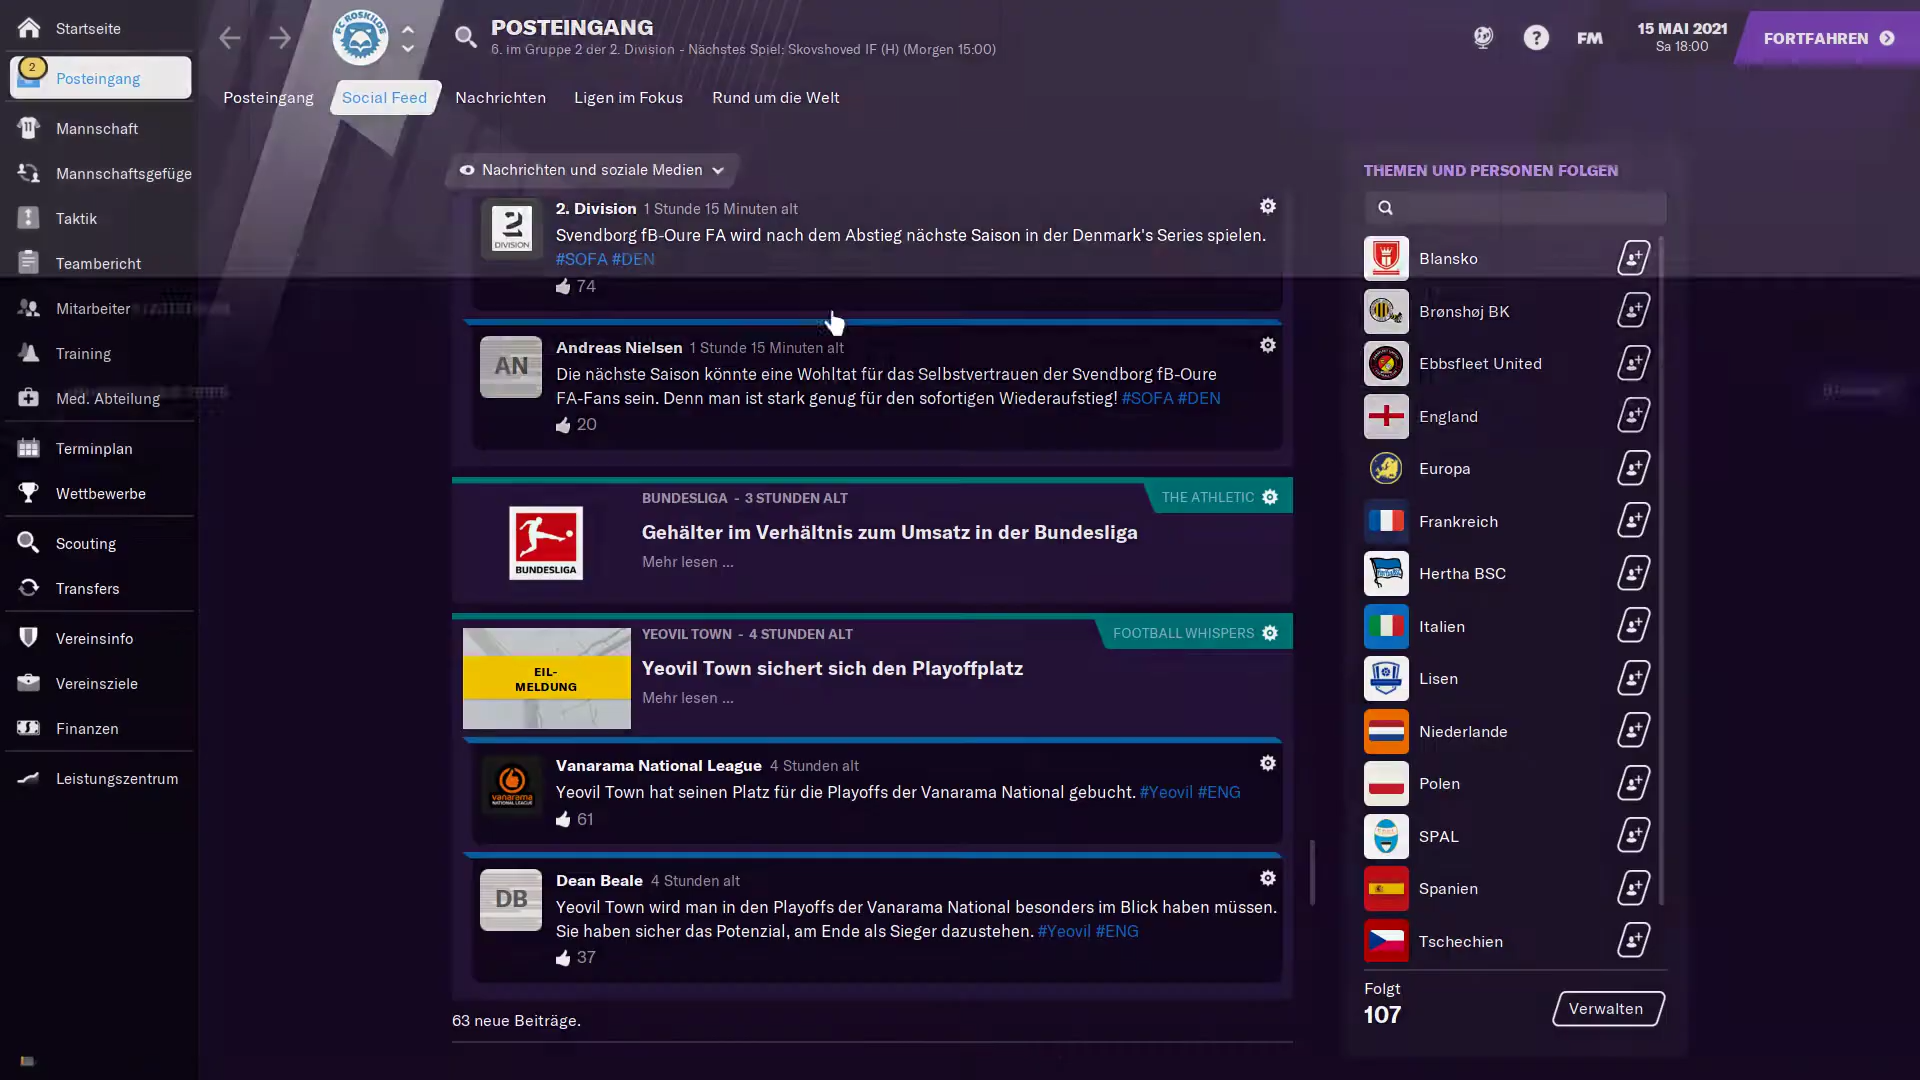 Startseite
2
Posteingang
Mannschaft
Mannschaftsgefüge
Taktik
Teambericht
Mitarbeiter
Training
Med. Abteilung
Terminplan
Wettbewerbe
Scouting
Transfers
Vereinsinfo
Vereinsziele
Finanzen
Leistungszentrum
FC ROSKILDE
POSTEINGANG
6. im Gruppe 2 der 2. Division - Nächstes Spiel: Skovshoved IF (H) (Morgen 15:00)
?
FM
15 MAI 2021
Sa 18:00
FORTFAHREN
Posteingang
Social Feed
Nachrichten
Ligen im Fokus
Rund um die Welt
Nachrichten und soziale Medien
2 DIVISION
2. Division 1 Stunde 15 Minuten alt
Svendborg fB-Oure FA wird nach dem Abstieg nächste Saison in der Denmark's Series spielen.
#SOFA #DEN
74
AN
Andreas Nielsen 1 Stunde 15 Minuten alt
Die nächste Saison könnte eine Wohltat für das Selbstvertrauen der Svendborg fB-Oure
FA-Fans sein. Denn man ist stark genug für den sofortigen Wiederaufstieg! #SOFA #DEN
20
BUNDESLIGA
BUNDESLIGA - 3 STUNDEN ALT
THE ATHLETIC
Gehälter im Verhältnis zum Umsatz in der Bundesliga
Mehr lesen ...
EIL-
MELDUNG
YEOVIL TOWN - 4 STUNDEN ALT
FOOTBALL WHISPERS
Yeovil Town sichert sich den Playoffplatz
Mehr lesen ...
vanarama
NATIONAL LEAGUE
Vanarama National League 4 Stunden alt
Yeovil Town hat seinen Platz für die Playoffs der Vanarama National gebucht. #Yeovil #ENG
61
DB
Dean Beale 4 Stunden alt
Yeovil Town wird man in den Playoffs der Vanarama National besonders im Blick haben müssen.
Sie haben sicher das Potenzial, am Ende als Sieger dazustehen. #Yeovil #ENG
37
63 neue Beiträge.
THEMEN UND PERSONEN FOLGEN
Blansko
Brønshøj BK
Ebbsfleet United
England
Europa
Frankreich
Hertha BSC
Italien
Lisen
Niederlande
Polen
SPAL
Spanien
Tschechien
Folgt
107
Verwalten